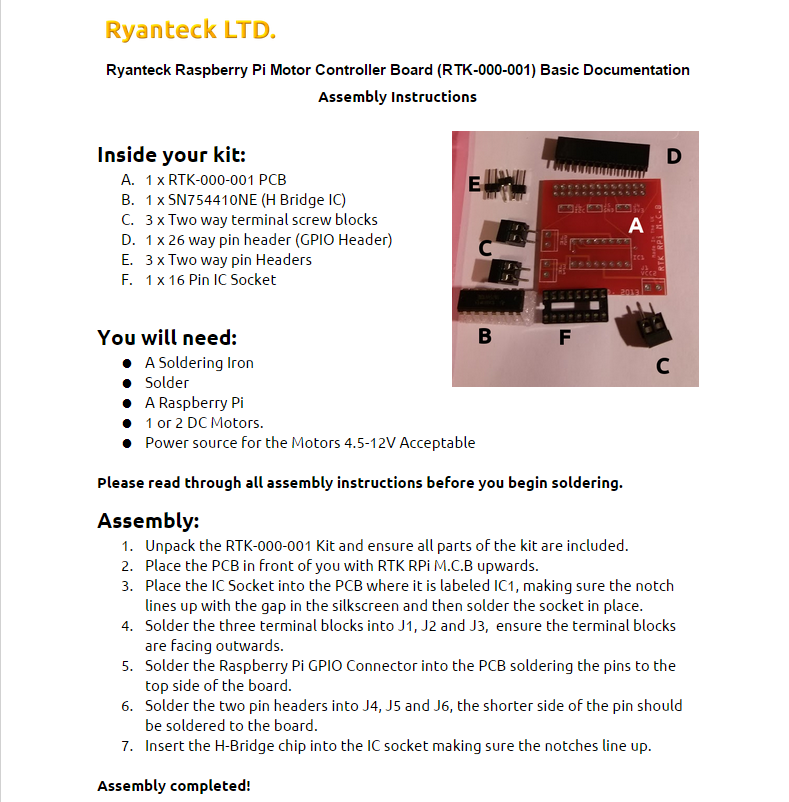 Ryanteck LTD.
Ryanteck Raspberry Pi Motor Controller Board (RTK-000-001) Basic Documentation
Assembly Instructions
Inside your kit:
A. 1 x RTK-000-001 PCB
B. 1 x SN754410NE (H Bridge IC)
C. 3 x Two way terminal screw blocks
D. 1 x 26 way pin header (GPIO Header)
E. 3 x Two way pin Headers
F. 1 x 16 Pin IC Socket
D
E
A
C
B
F
C
RTK RPi M.C.B
IC1
VCC2
2013
You will need:
● A Soldering Iron
● Solder
● A Raspberry Pi
● 1 or 2 DC Motors.
● Power source for the Motors 4.5-12V Acceptable
Please read through all assembly instructions before you begin soldering.
Assembly:
1. Unpack the RTK-000-001 Kit and ensure all parts of the kit are included.
2. Place the PCB in front of you with RTK RPi M.C.B upwards.
3. Place the IC Socket into the PCB where it is labeled IC1, making sure the notch
lines up with the gap in the silkscreen and then solder the socket in place.
4. Solder the three terminal blocks into J1, J2 and J3, ensure the terminal blocks
are facing outwards.
5. Solder the Raspberry Pi GPIO Connector into the PCB soldering the pins to the
top side of the board.
6. Solder the two pin headers into J4, J5 and J6, the shorter side of the pin should
be soldered to the board.
7. Insert the H-Bridge chip into the IC socket making sure the notches line up.
Assembly completed!